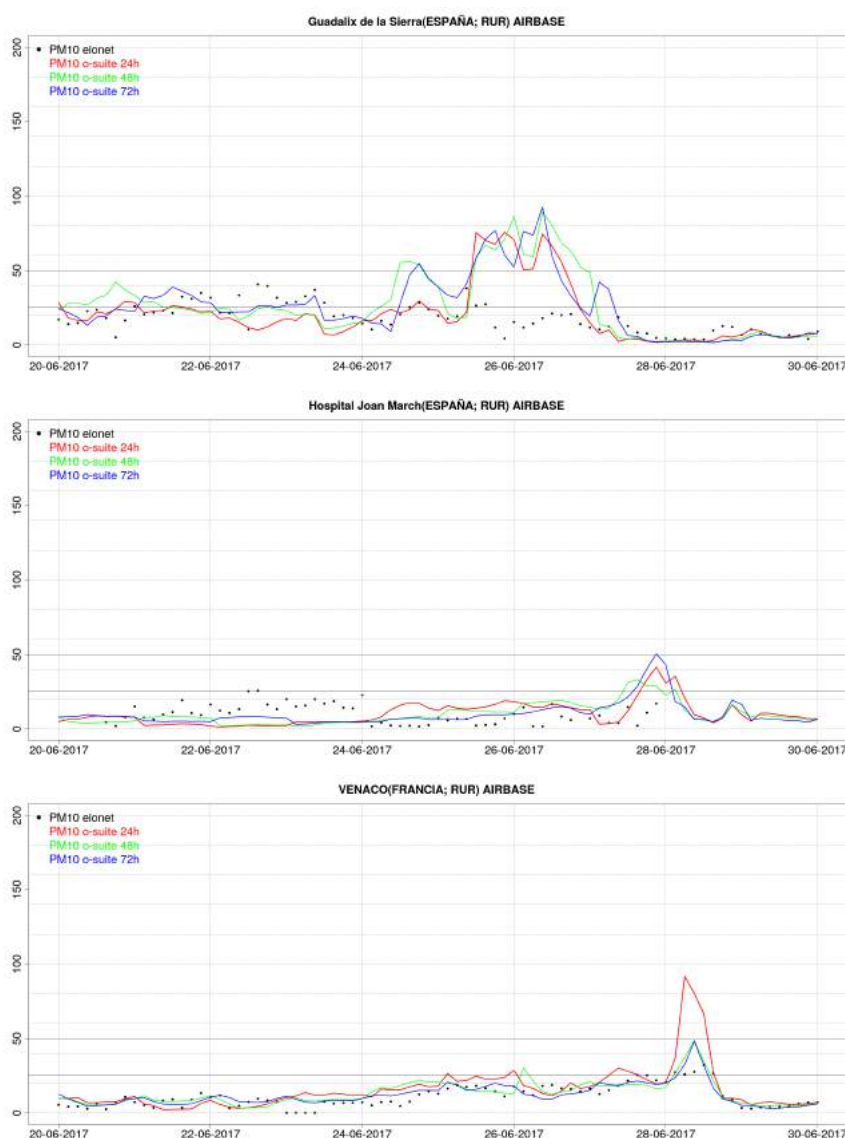 Guadalix de la Sierra(ESPAÑA; RUR) AIRBASE
200
150
100
50
0
• PM10 eionet
PM10 o-suite 24h
PM10 o-suite 48h
PM10 o-suite 72h
20-06-2017 22-06-2017 24-06-2017 26-06-2017 28-06-2017 30-06-2017
Hospital Joan March(ESPAÑA; RUR) AIRBASE
200
150
100
50
0
• PM10 eionet
PM10 o-suite 24h
PM10 o-suite 48h
PM10 o-suite 72h
20-06-2017 22-06-2017 24-06-2017 26-06-2017 28-06-2017 30-06-2017
VENACO(FRANCIA; RUR) AIRBASE
200
150
100
50
0
• PM10 eionet
PM10 o-suite 24h
PM10 o-suite 48h
PM10 o-suite 72h
20-06-2017 22-06-2017 24-06-2017 26-06-2017 28-06-2017 30-06-2017